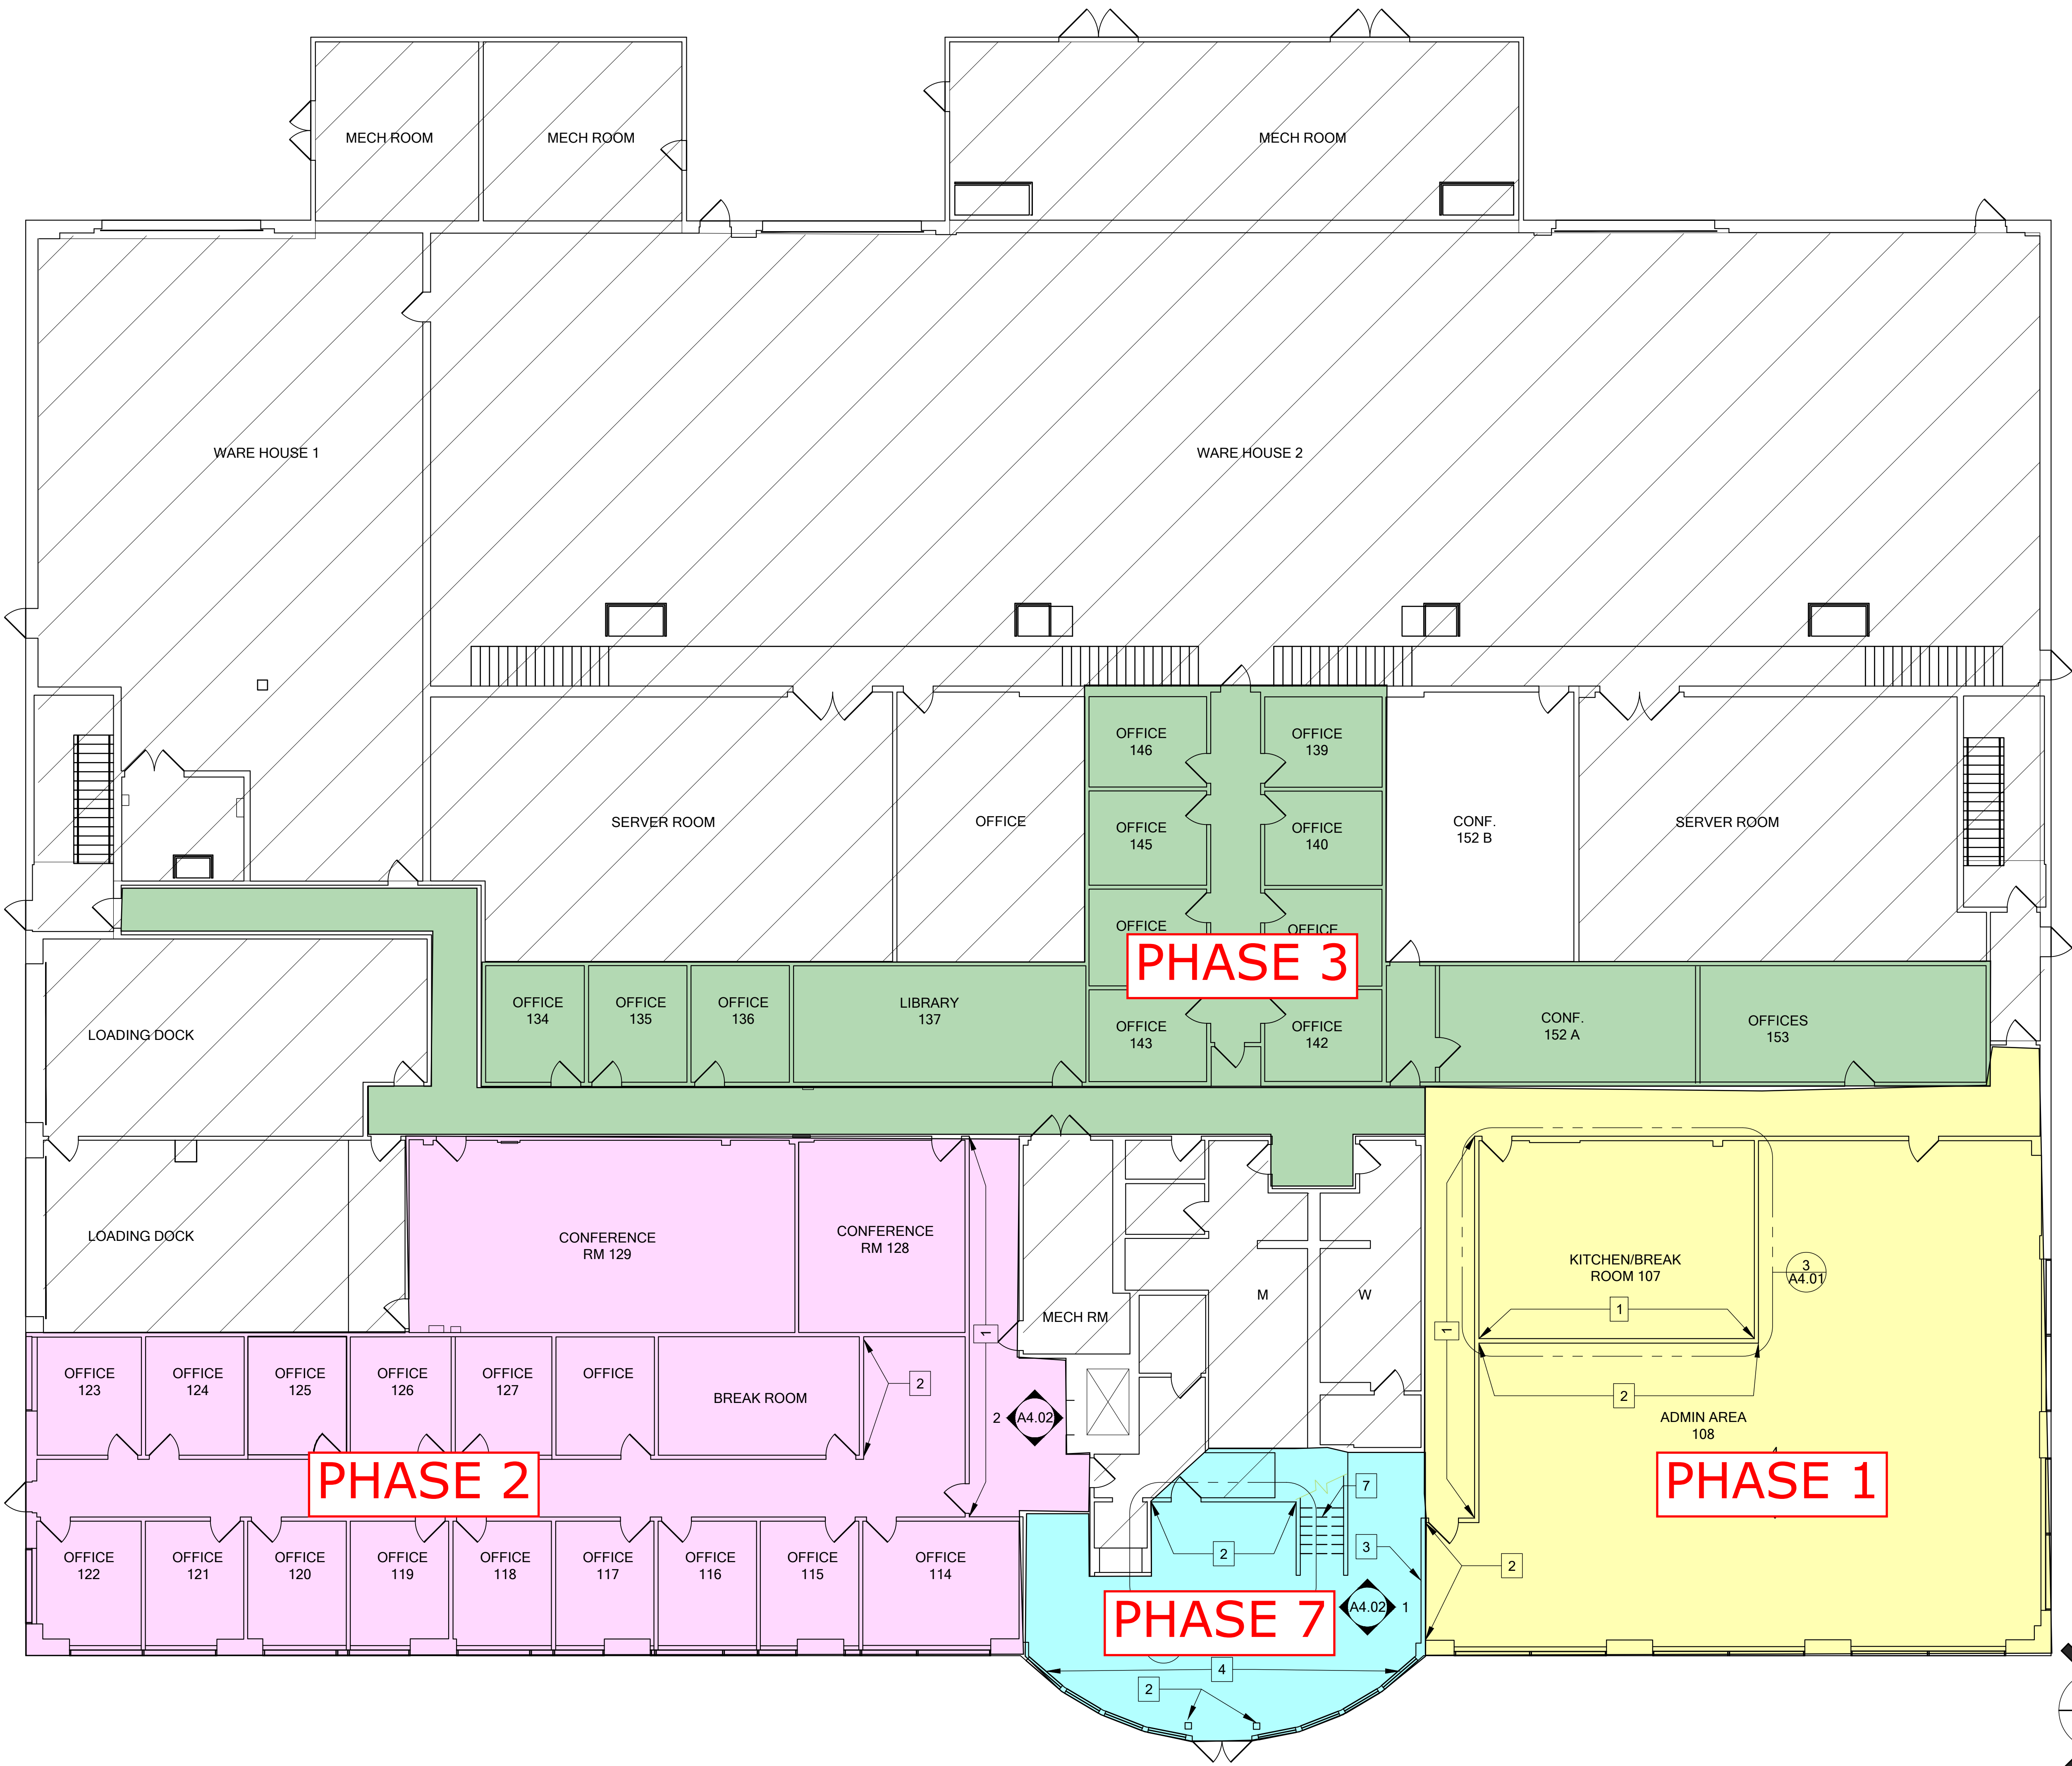 MECH ROOM
MECH ROOM
MECH ROOM
WARE HOUSE 1
WARE HOUSE 2
OFFICE
146
OFFICE
139
SERVER ROOM
OFFICE
OFFICE
145
OFFICE
140
CONF.
152 B
SERVER ROOM
OFFICE
OFFICE
PHASE 3
OFFICE
134
OFFICE
135
OFFICE
136
LIBRARY
137
OFFICE
143
OFFICE
142
CONF.
152 A
OFFICES
153
LOADING DOCK
LOADING DOCK
CONFERENCE
RM 129
CONFERENCE
RM 128
1
MECH RM
M
W
1
KITCHEN/BREAK
ROOM 107
1
3
A4.01
2
ADMIN AREA
108
4
PHASE 1
OFFICE
123
OFFICE
124
OFFICE
125
OFFICE
126
OFFICE
127
OFFICE
BREAK ROOM
2
2
A4.02
PHASE 2
7
2
3
2
OFFICE
122
OFFICE
121
OFFICE
120
OFFICE
119
OFFICE
118
OFFICE
117
OFFICE
116
OFFICE
115
OFFICE
114
PHASE 7
A4.02
1
4
2